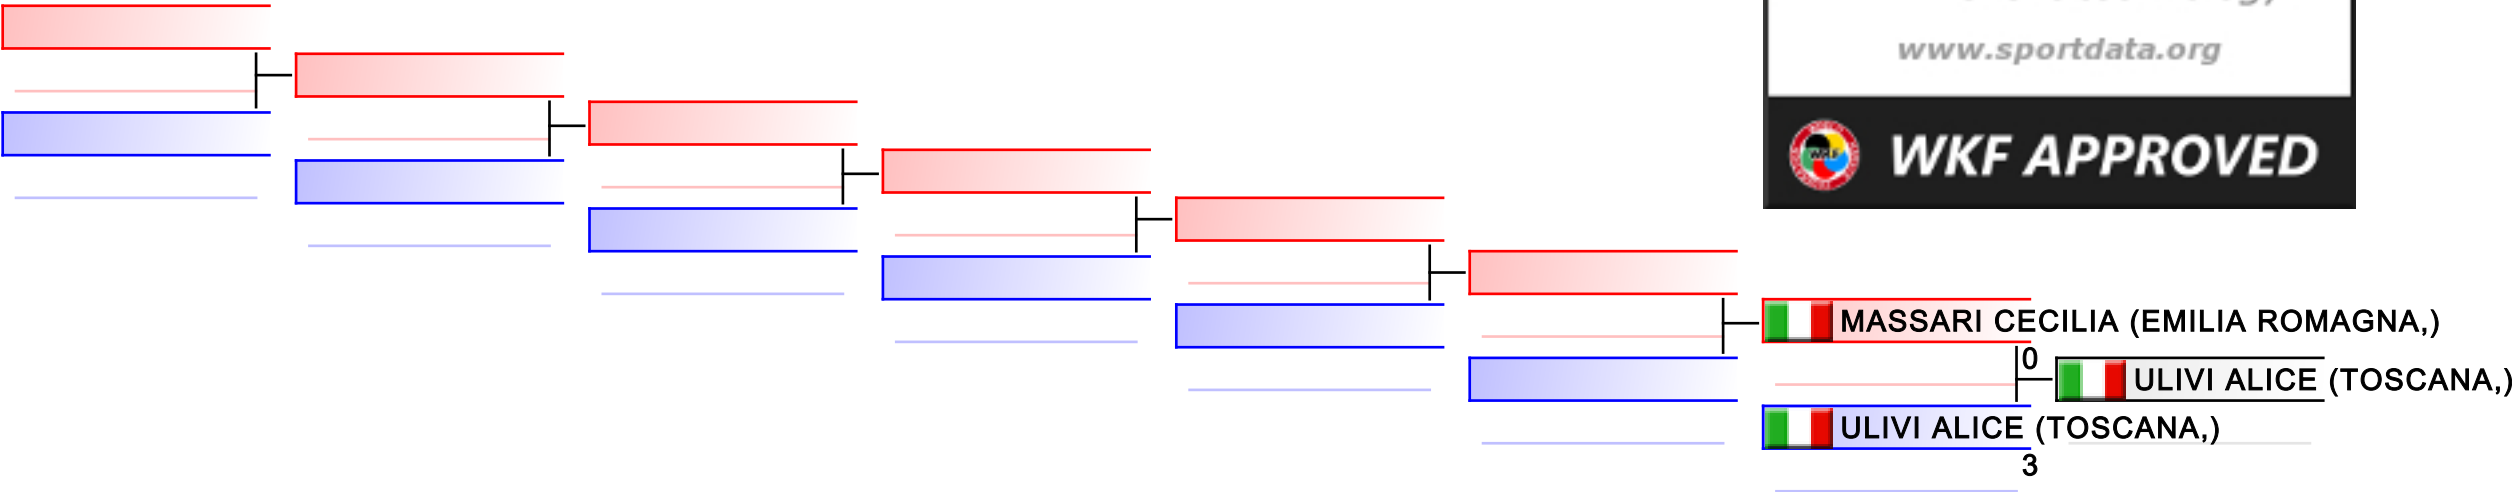 www.sportdata.org
WKF APPROVED
MASSARI CECILIA (EMILIA ROMAGNA,)
0
ULIVI ALICE (TOSCANA,)
ULIVI ALICE (TOSCANA,)
3